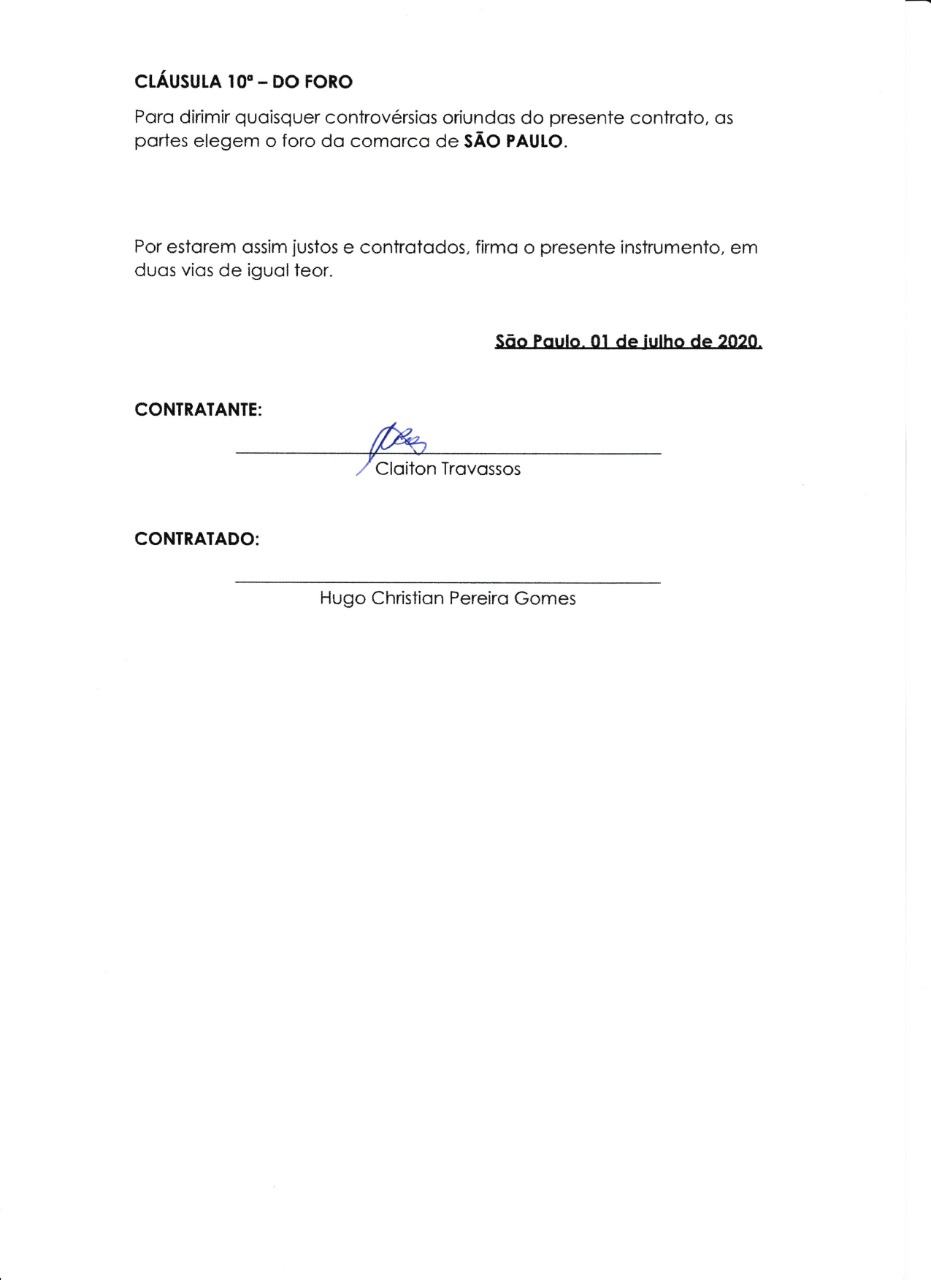 CLÁUSULA 10ª – DO FORO
Para dirimir quaisquer controvérsias oriundas do presente contrato, as
partes elegem o foro da comarca de SÃO PAULO.
Por estarem assim justos e contratados, firma o presente instrumento, em
duas vias de igual teor.
São Paulo, 01 de julho de 2020.
CONTRATANTE:
Claiton Travassos
CONTRATADO:
Hugo Christian Pereira Gomes